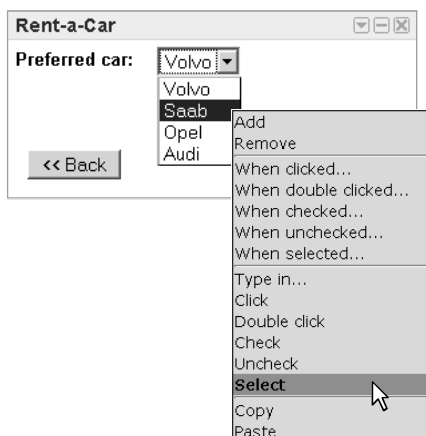 Rent-a-Car
Preferred car:
Volvo
Volvo
Saab
Opel
Audi
<< Back
Add
Remove
When clicked...
When double clicked...
When checked...
When unchecked...
When selected...
Type in...
Click
Double click
Check
Uncheck
Select
Copy
Paste